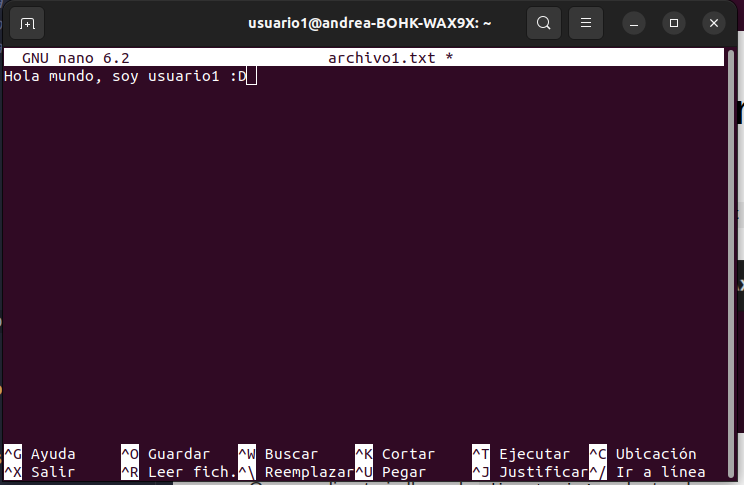 usuario1@andrea-BOHK-WAX9X: ~
GNU nano 6.2 archivo1.txt *
Hola mundo, soy usuario1 :D
^G Ayuda ^O Guardar ^W Buscar ^K Cortar ^T Ejecutar ^C Ubicación
^X Salir ^R Leer fich. ^\ Reemplazar ^U Pegar ^J Justificar ^/ Ir a línea